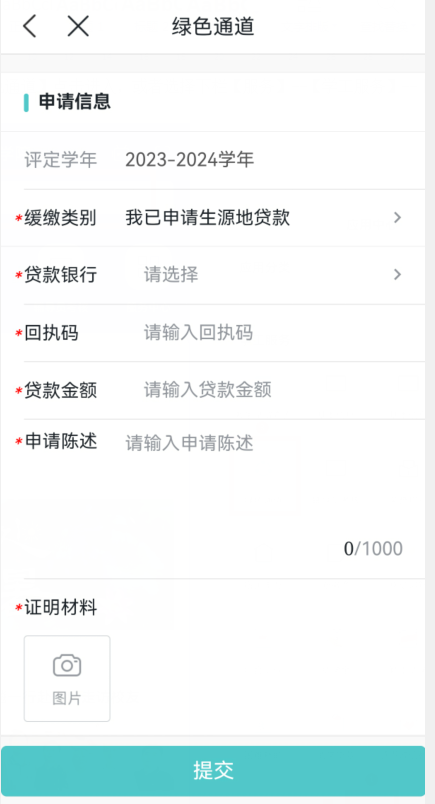 绿色通道
申请信息
评定学年 2023-2024学年
*缓缴类别 我已申请生源地贷款
*贷款银行 请选择
*回执码 请输入回执码
*贷款金额 请输入贷款金额
*申请陈述 请输入申请陈述
0/1000
*证明材料
图片
提交